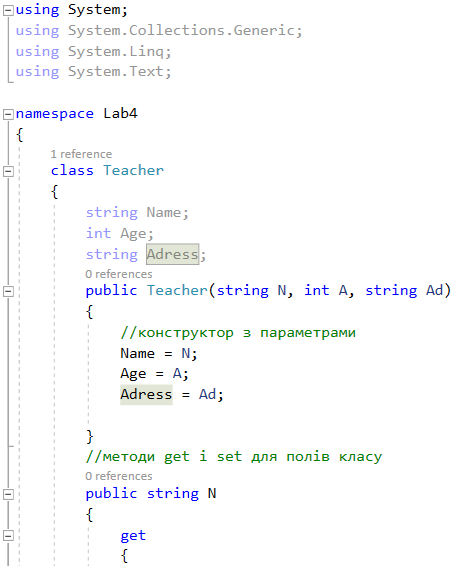 using System;
using System.Collections.Generic;
using System.Linq;
using System.Text;
namespace Lab4
{
1 reference
class Teacher
{
string Name;
int Age;
string Adress;
0 references
public Teacher(string N, int A, string Ad)
{
//конструктор з параметрами
Name = N;
Age = A;
Adress = Ad;
}
//методи get і set для полів класу
0 references
public string N
{
get
{